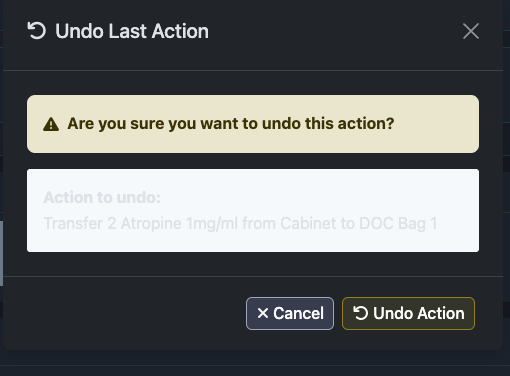 Undo Last Action
Are you sure you want to undo this action?
Action to undo:
Transfer 2 Atropine 1mg/ml from Cabinet to DOC Bag 1
Cancel
Undo Action